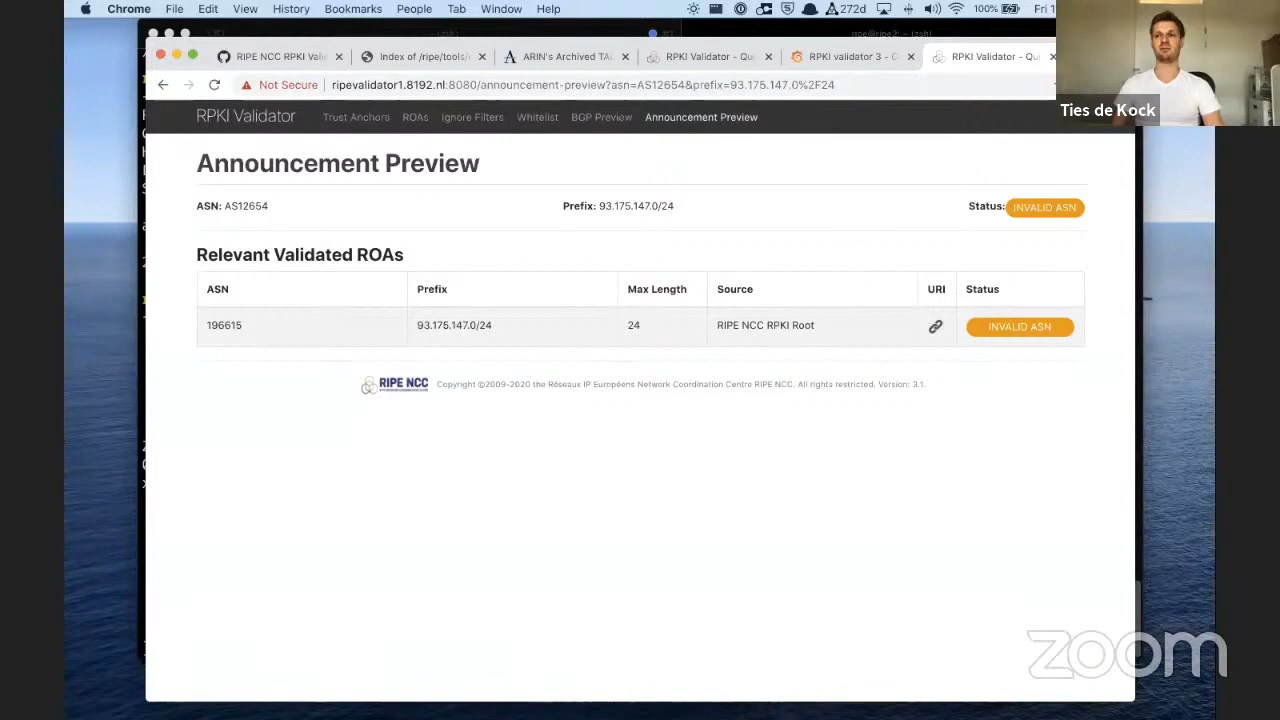 Chrome File Edit View History Bookmarks People Tab Window Help 272d 100% Fri 1
ripe@ripe2: ~ (zsh)
RIPE NCC RPKI Vali Index of /ripe/tools ARIN's Archived TAL RPKI Validator - Qu RPKI validator 3 - G RPKI Validator - Qu
Not Secure ripevalidator1.8192.nl:8080/announcement-preview?asn=AS12654&prefix=93.175.147.0%2F24
Ties de Kock
RPKI Validator Trust Anchors ROAs Ignore Filters Whitelist BGP Preview Announcement Preview
Announcement Preview
ASN: AS12654 Prefix: 93.175.147.0/24 Status: INVALID ASN
Relevant Validated ROAs
ASN Prefix Max Length Source URI Status
196615 93.175.147.0/24 24 RIPE NCC RPKI Root INVALID ASN
RIPE NCC Copyright ©2009-2020 the Réseaux IP Européens Network Coordination Centre RIPE NCC. All rights restricted. Version: 3.1.
zoom